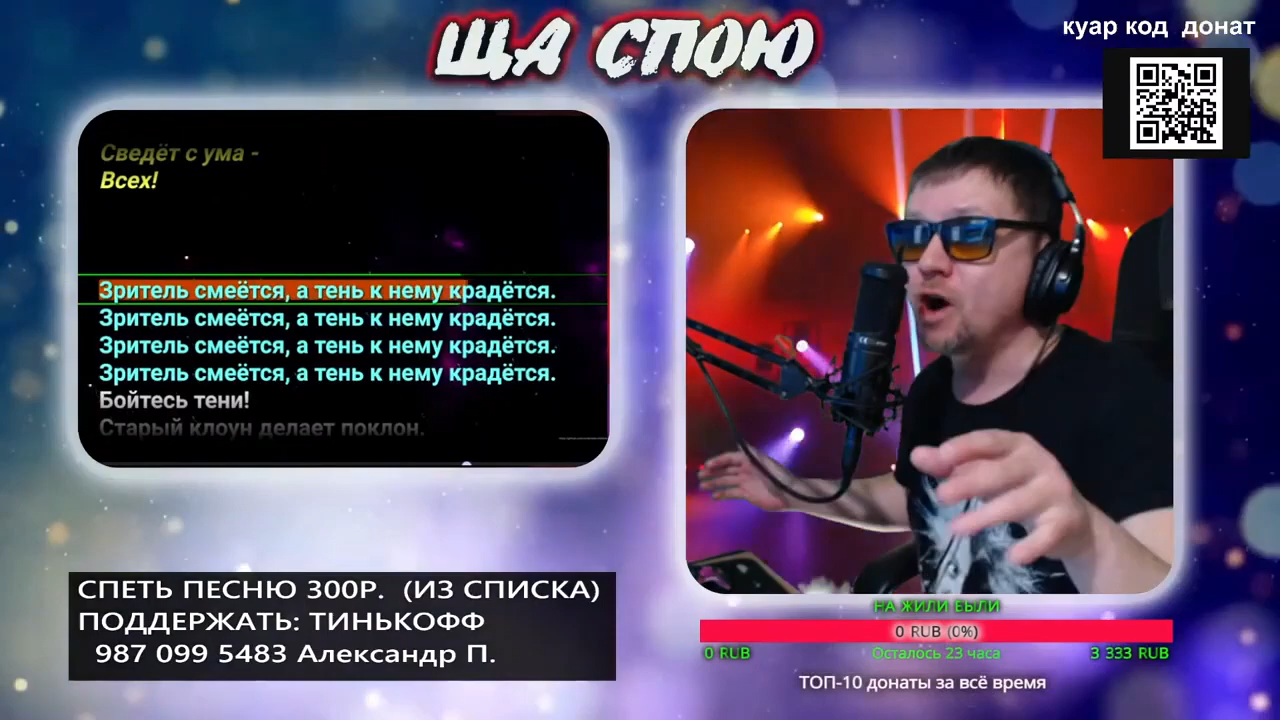 ЩА СПОЮ
куар код донат
Сведёт с ума -
Всех!
Зритель смеётся, а тень к нему крадётся.
Зритель смеётся, а тень к нему крадётся.
Зритель смеётся, а тень к нему крадётся.
Зритель смеётся, а тень к нему крадётся.
Бойтесь тени!
Старый клоун делает поклон.
СПЕТЬ ПЕСНЮ 300Р. (ИЗ СПИСКА)
ПОДДЕРЖАТЬ: ТИНЬКОФФ
987 099 5483 Александр П.
НА ЖИЛИ БЫЛИ
0 RUB (0%)
0 RUB Осталось 23 часа 3 333 RUB
ТОП-10 донаты за всё время